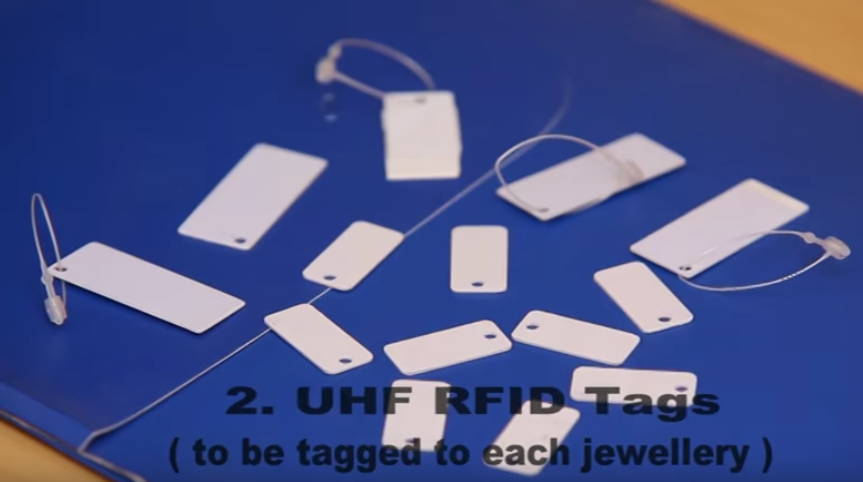 2. UHF RFID Tags
( to be tagged to each jewellery )